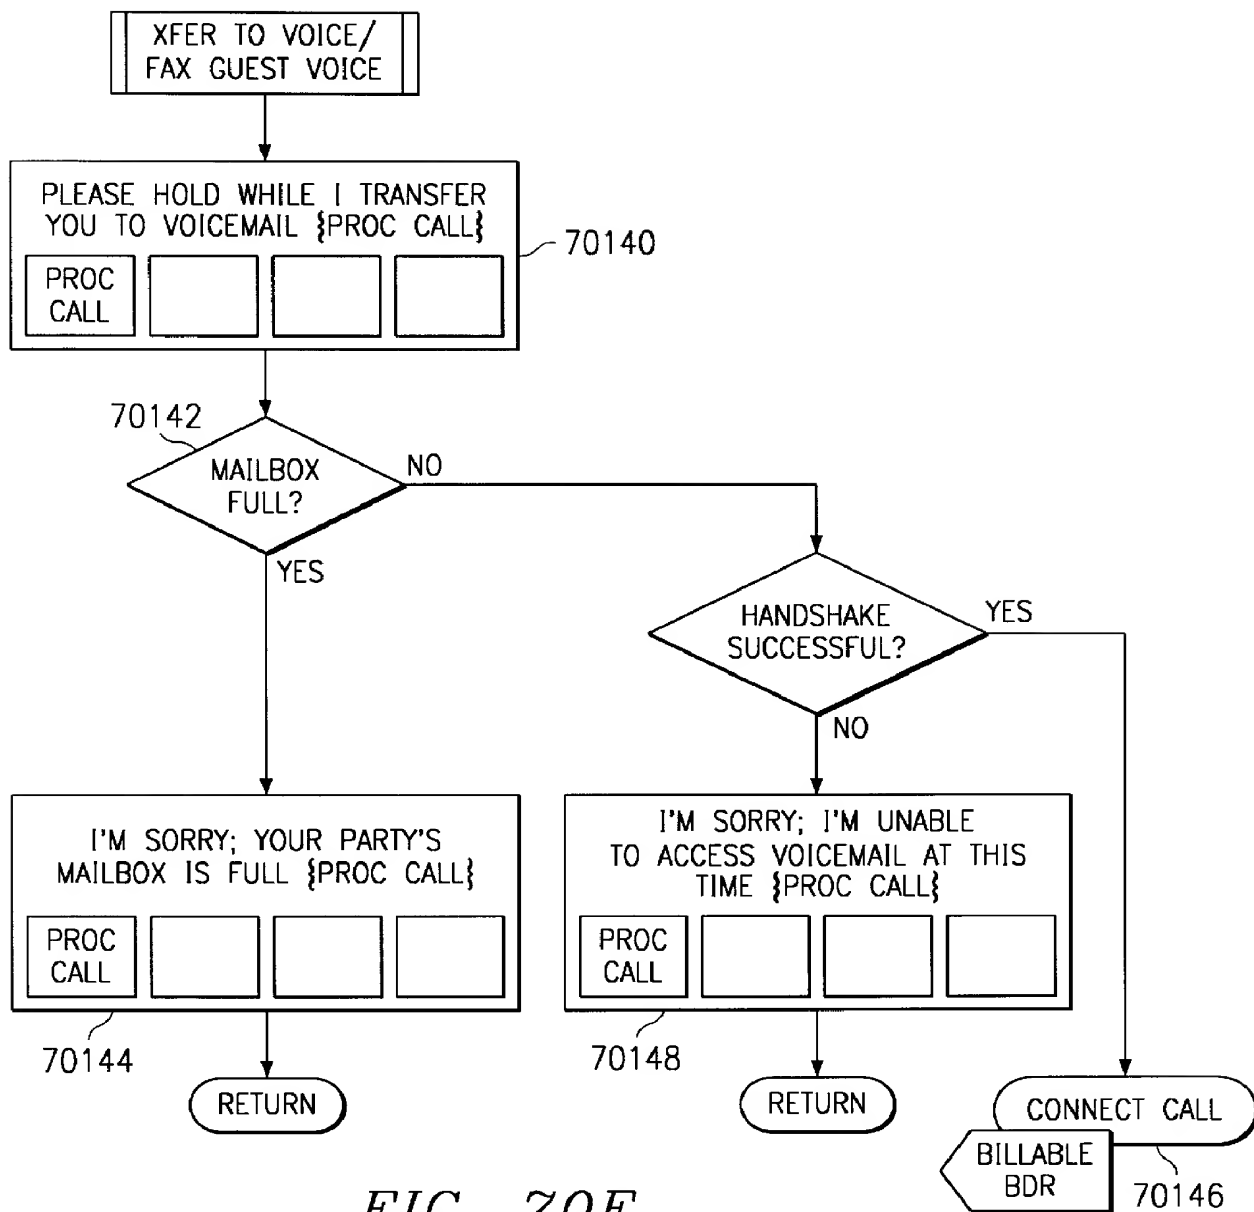 XFER TO VOICE/
FAX GUEST VOICE
PLEASE HOLD WHILE I TRANSFER
YOU TO VOICEMAIL {PROC CALL}
PROC
CALL
70140
70142
MAILBOX
FULL?
NO
YES
HANDSHAKE
SUCCESSFUL?
YES
NO
I'M SORRY; YOUR PARTY'S
MAILBOX IS FULL {PROC CALL}
PROC
CALL
70144
RETURN
I'M SORRY; I'M UNABLE
TO ACCESS VOICEMAIL AT THIS
TIME {PROC CALL}
PROC
CALL
70148
RETURN
CONNECT CALL
BILLABLE
BDR
70146